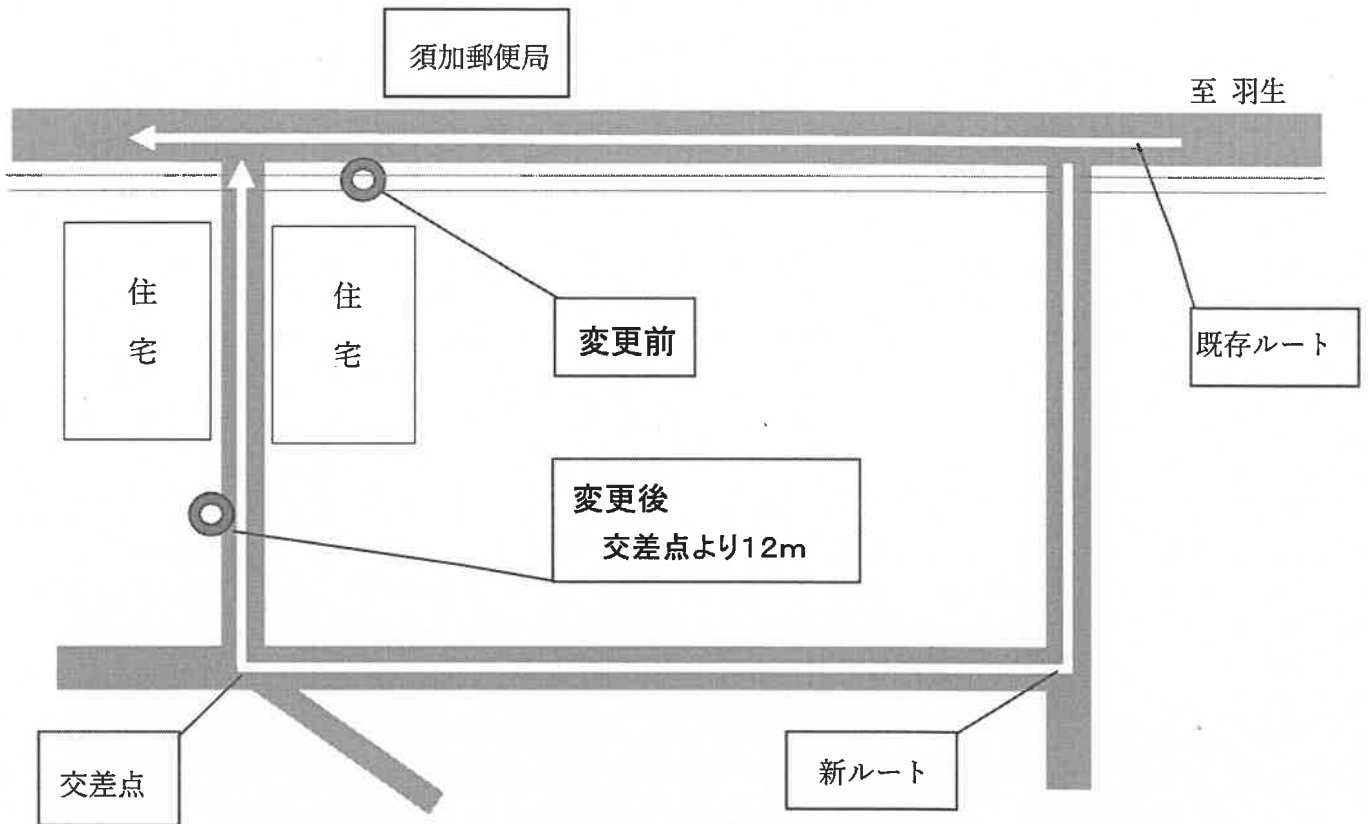 須加郵便局
至 羽生
住宅
住宅
変更前
既存ルート
変更後
交差点より12m
交差点
新ルート